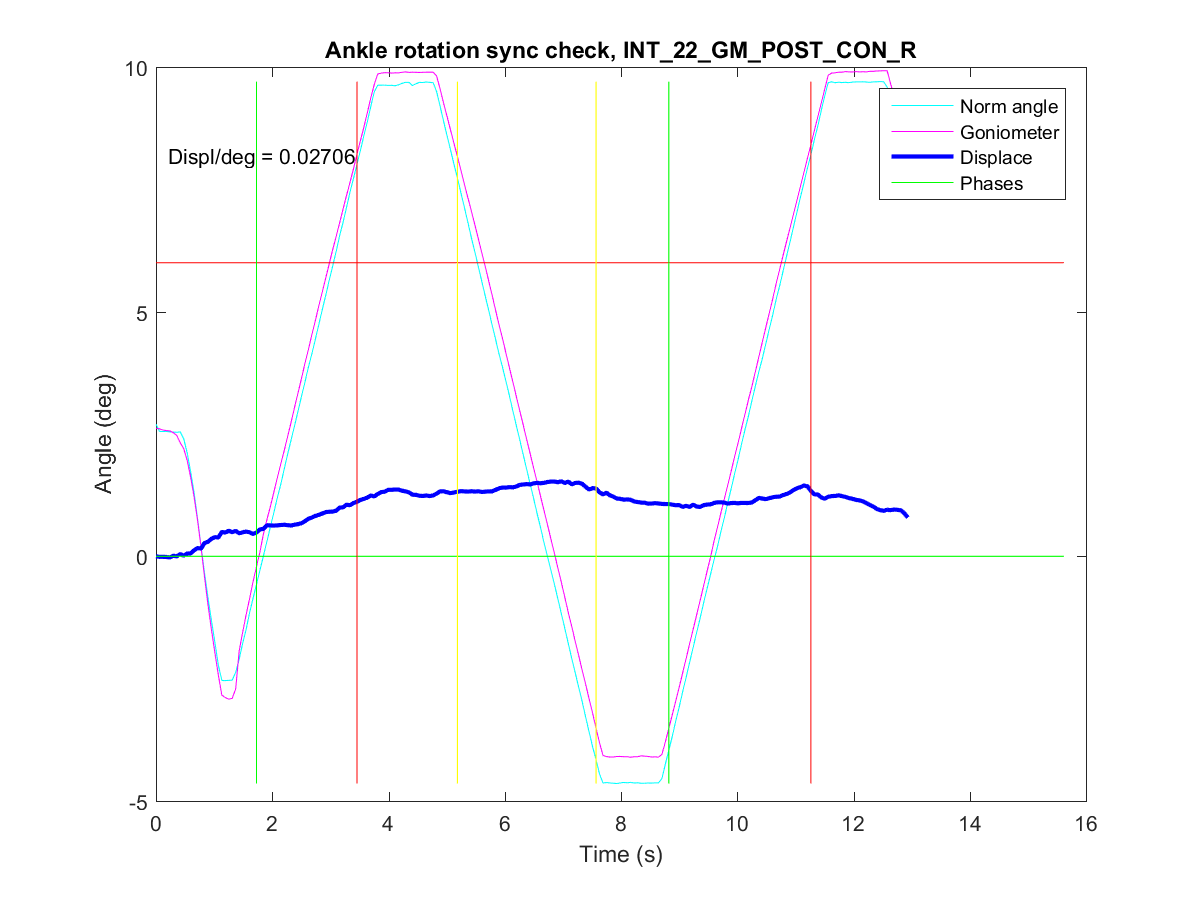 Ankle rotation sync check, INT_22_GM_POST_CON_R
10
Norm angle
Goniometer
Displace
Phases
Displ/deg = 0.02706
5
Angle (deg)
0
-5
0 2 4 6 8 10 12 14 16
Time (s)